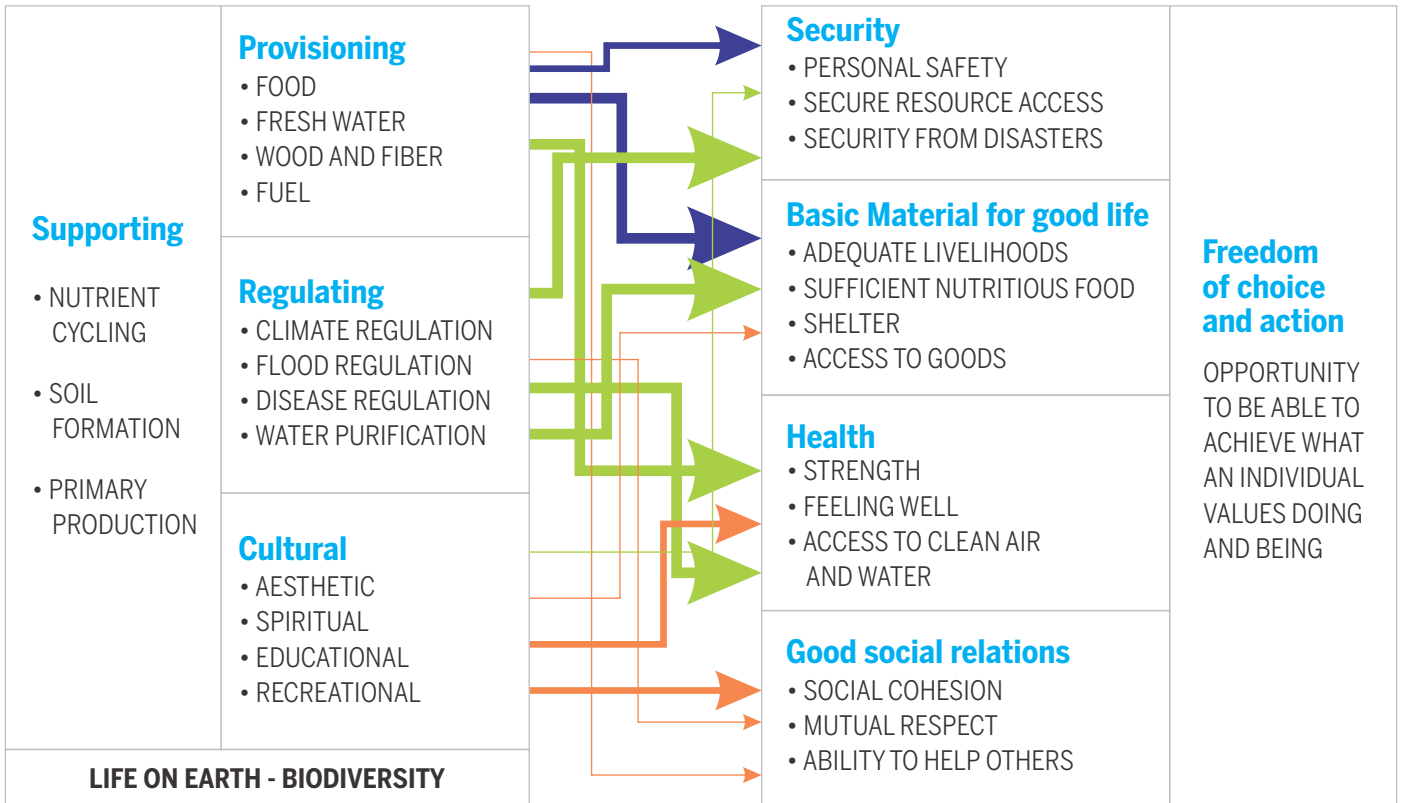 Supporting
• NUTRIENT
CYCLING
• SOIL
FORMATION
• PRIMARY
PRODUCTION
Provisioning
• FOOD
• FRESH WATER
• WOOD AND FIBER
• FUEL
Regulating
• CLIMATE REGULATION
• FLOOD REGULATION
• DISEASE REGULATION
• WATER PURIFICATION
Cultural
• AESTHETIC
• SPIRITUAL
• EDUCATIONAL
• RECREATIONAL
LIFE ON EARTH - BIODIVERSITY
Security
• PERSONAL SAFETY
• SECURE RESOURCE ACCESS
• SECURITY FROM DISASTERS
Basic Material for good life
• ADEQUATE LIVELIHOODS
• SUFFICIENT NUTRITIOUS FOOD
• SHELTER
• ACCESS TO GOODS
Health
• STRENGTH
• FEELING WELL
• ACCESS TO CLEAN AIR
AND WATER
Good social relations
• SOCIAL COHESION
• MUTUAL RESPECT
• ABILITY TO HELP OTHERS
Freedom
of choice
and action
OPPORTUNITY
TO BE ABLE TO
ACHIEVE WHAT
AN INDIVIDUAL
VALUES DOING
AND BEING